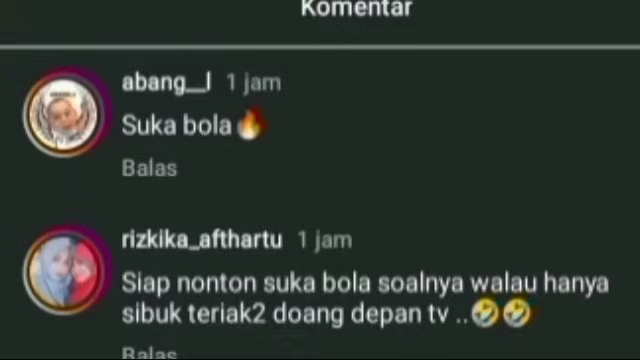 Komentar
abang__l 1 jam
Suka bola🔥
Balas
rizkika_afthartu 1 jam
Siap nonton suka bola soalnya walau hanya
sibuk teriak2 doang depan tv ..🤣🤣
Balas